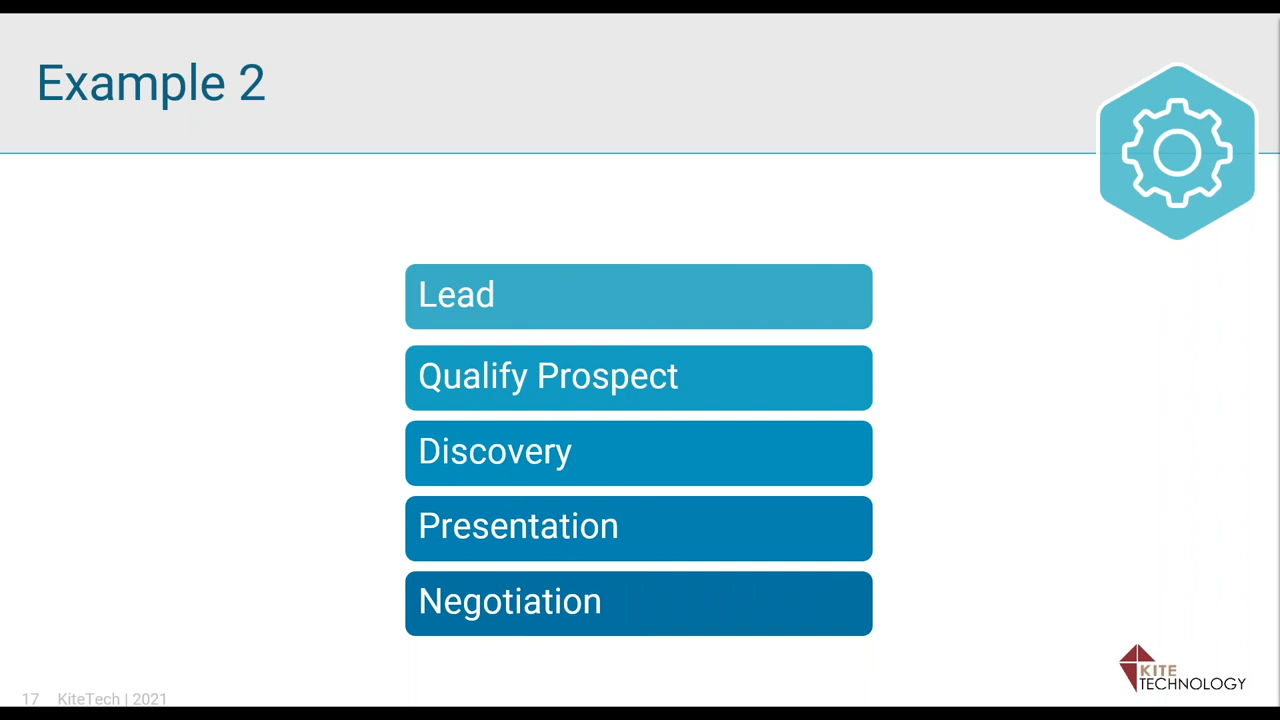 Example 2
Lead
Qualify Prospect
Discovery
Presentation
Negotiation
KITE
TECHNOLOGY
17 KiteTech | 2021